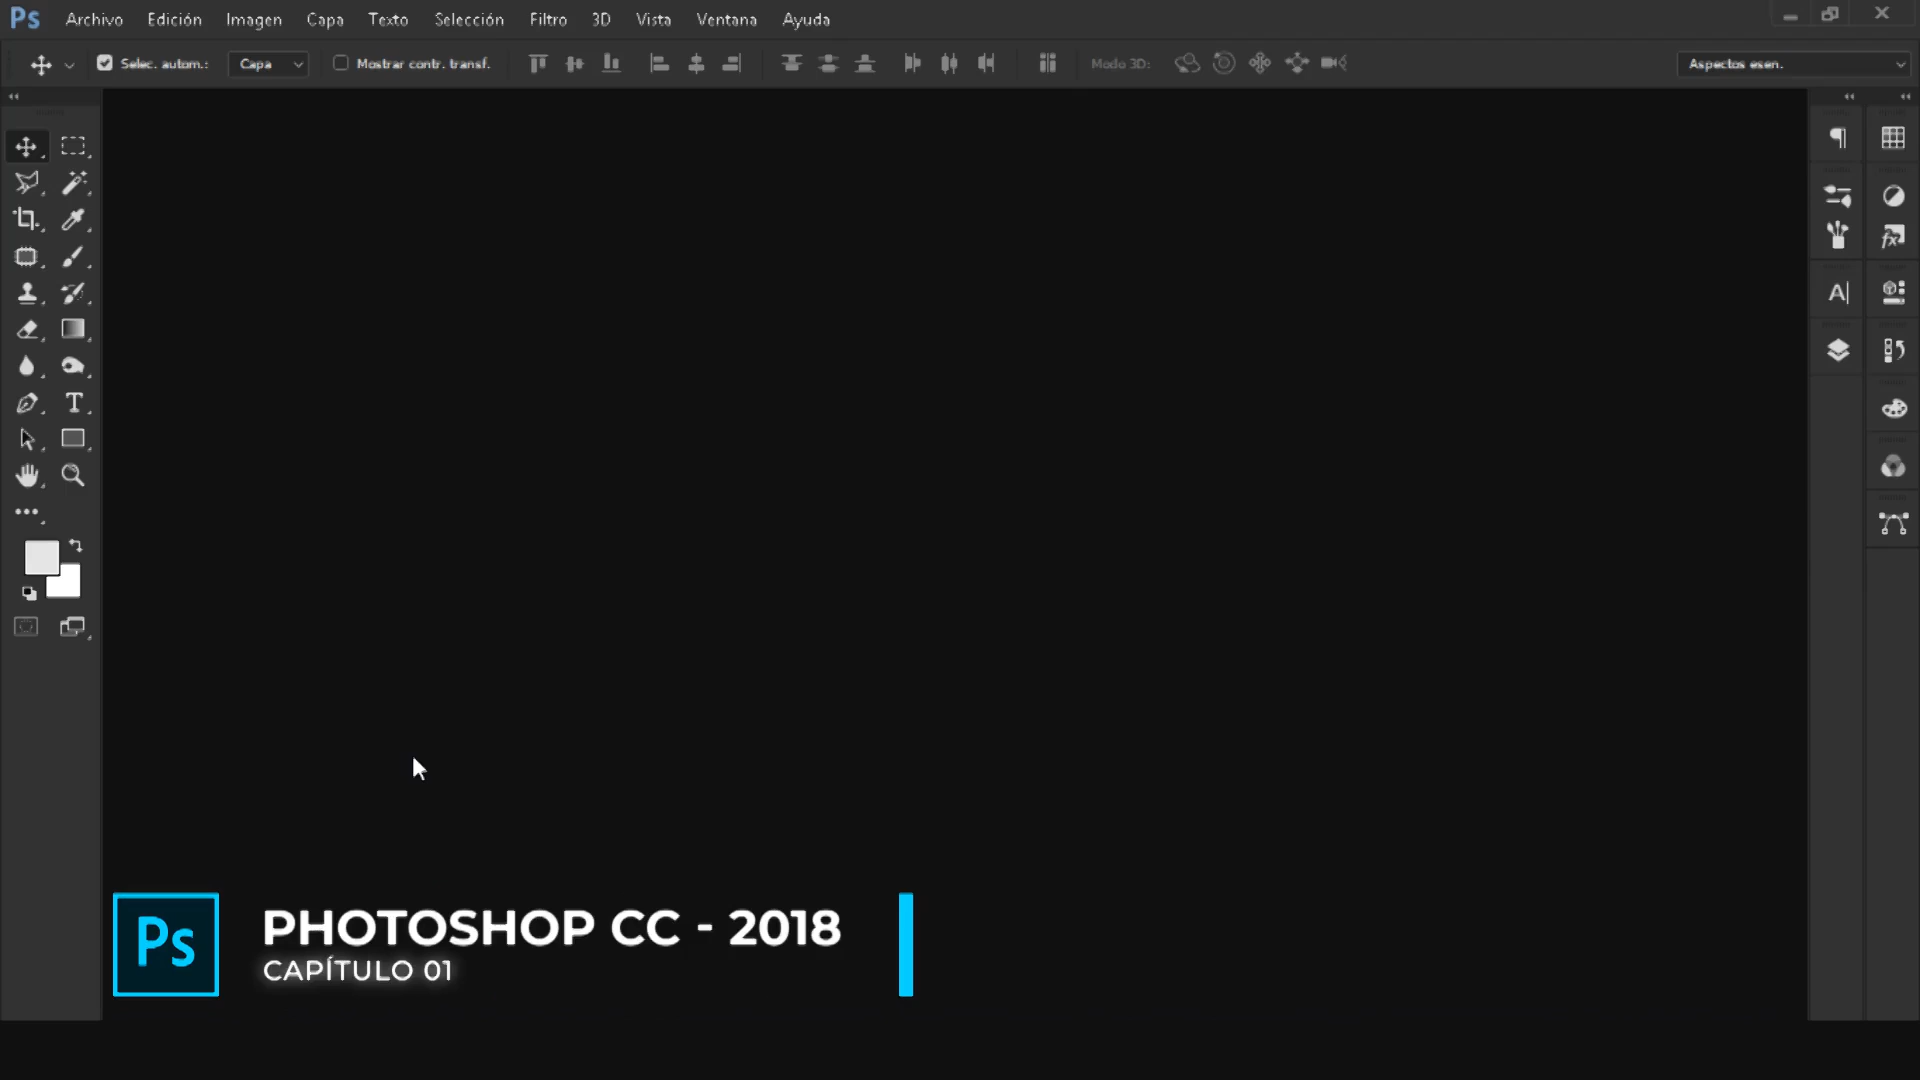 Ps Archivo Edición Imagen Capa Texto Selección Filtro 3D Vista Ventana Ayuda
Selec. autom.: Capa Mostrar contr. transf. Modo 3D: Aspectos esen.
Ps
PHOTOSHOP CC - 2018
CAPÍTULO 01